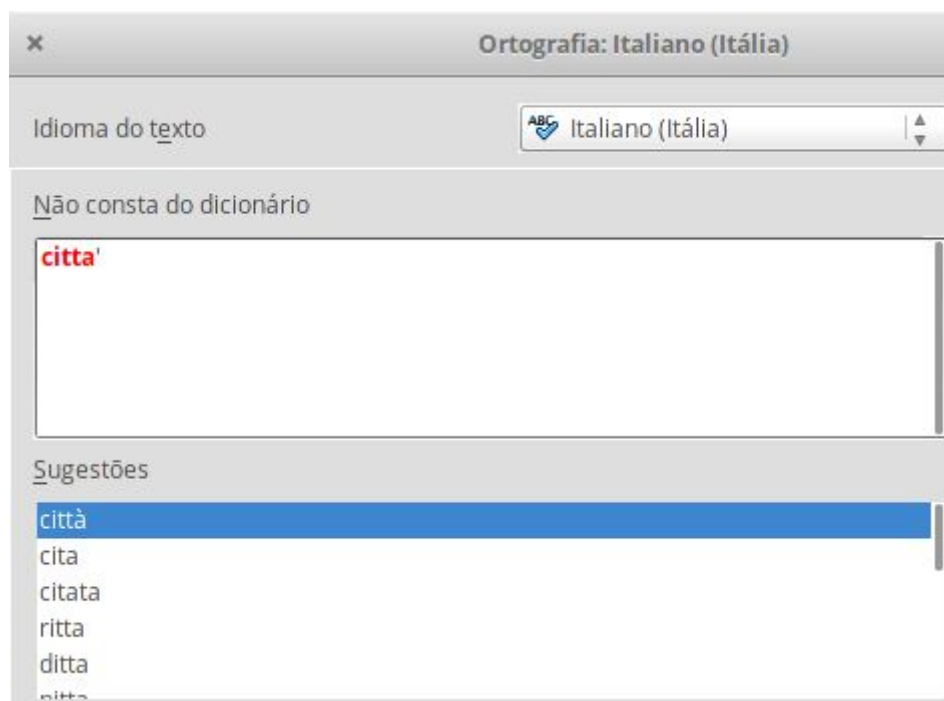 Ortografia: Italiano (Itália)
Idioma do texto
ABC Italiano (Itália)
Não consta do dicionário
citta'
Sugestões
città
cita
citata
ritta
ditta